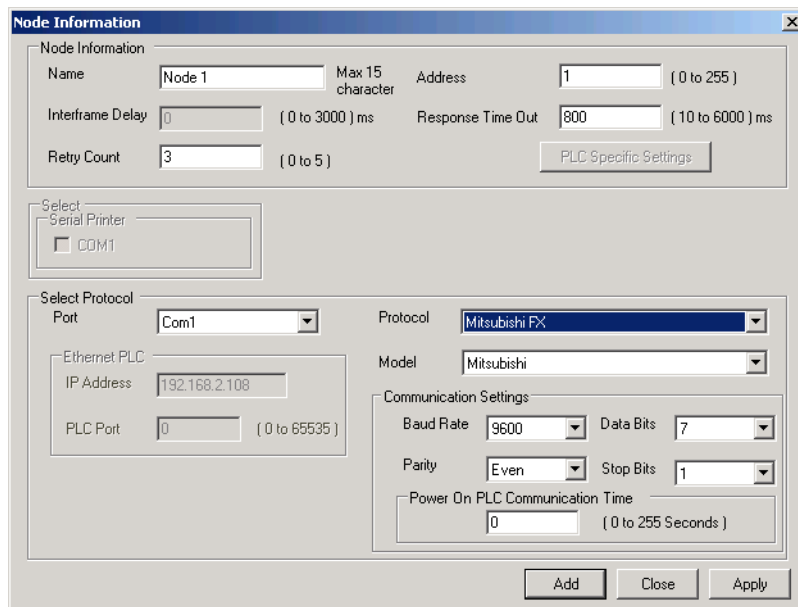 Node Information
Node Information
Name
Node 1
Max 15
character
Address
1
( 0 to 255 )
Interframe Delay
0
( 0 to 3000 ) ms
Response Time Out
800
( 10 to 6000 ) ms
Retry Count
3
( 0 to 5 )
PLC Specific Settings
Select
Serial Printer
COM1
Select Protocol
Port
Com1
Protocol
Mitsubishi FX
Ethernet PLC
IP Address
192.168.2.108
PLC Port
0
( 0 to 65535 )
Model
Mitsubishi
Communication Settings
Baud Rate
9600
Data Bits
7
Parity
Even
Stop Bits
1
Power On PLC Communication Time
0
( 0 to 255 Seconds )
Add
Close
Apply